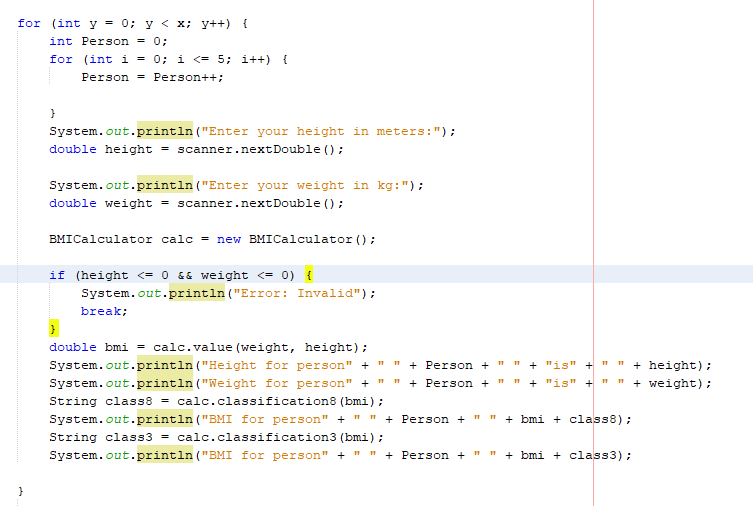 for (int y = 0; y < x; y++) {
    int Person = 0;
    for (int i = 0; i <= 5; i++) {
        Person = Person++;

    }
    System.out.println("Enter your height in meters:");
    double height = scanner.nextDouble();

    System.out.println("Enter your weight in kg:");
    double weight = scanner.nextDouble();

    BMICalculator calc = new BMICalculator();

    if (height <= 0 && weight <= 0) {
        System.out.println("Error: Invalid");
        break;
    }
    double bmi = calc.value(weight, height);
    System.out.println("Height for person" + " " + Person + " " + "is" + " " + height);
    System.out.println("Weight for person" + " " + Person + " " + "is" + " " + weight);
    String class8 = calc.classification8(bmi);
    System.out.println("BMI for person" + " " + Person + " " + bmi + class8);
    String class3 = calc.classification3(bmi);
    System.out.println("BMI for person" + " " + Person + " " + bmi + class3);

}